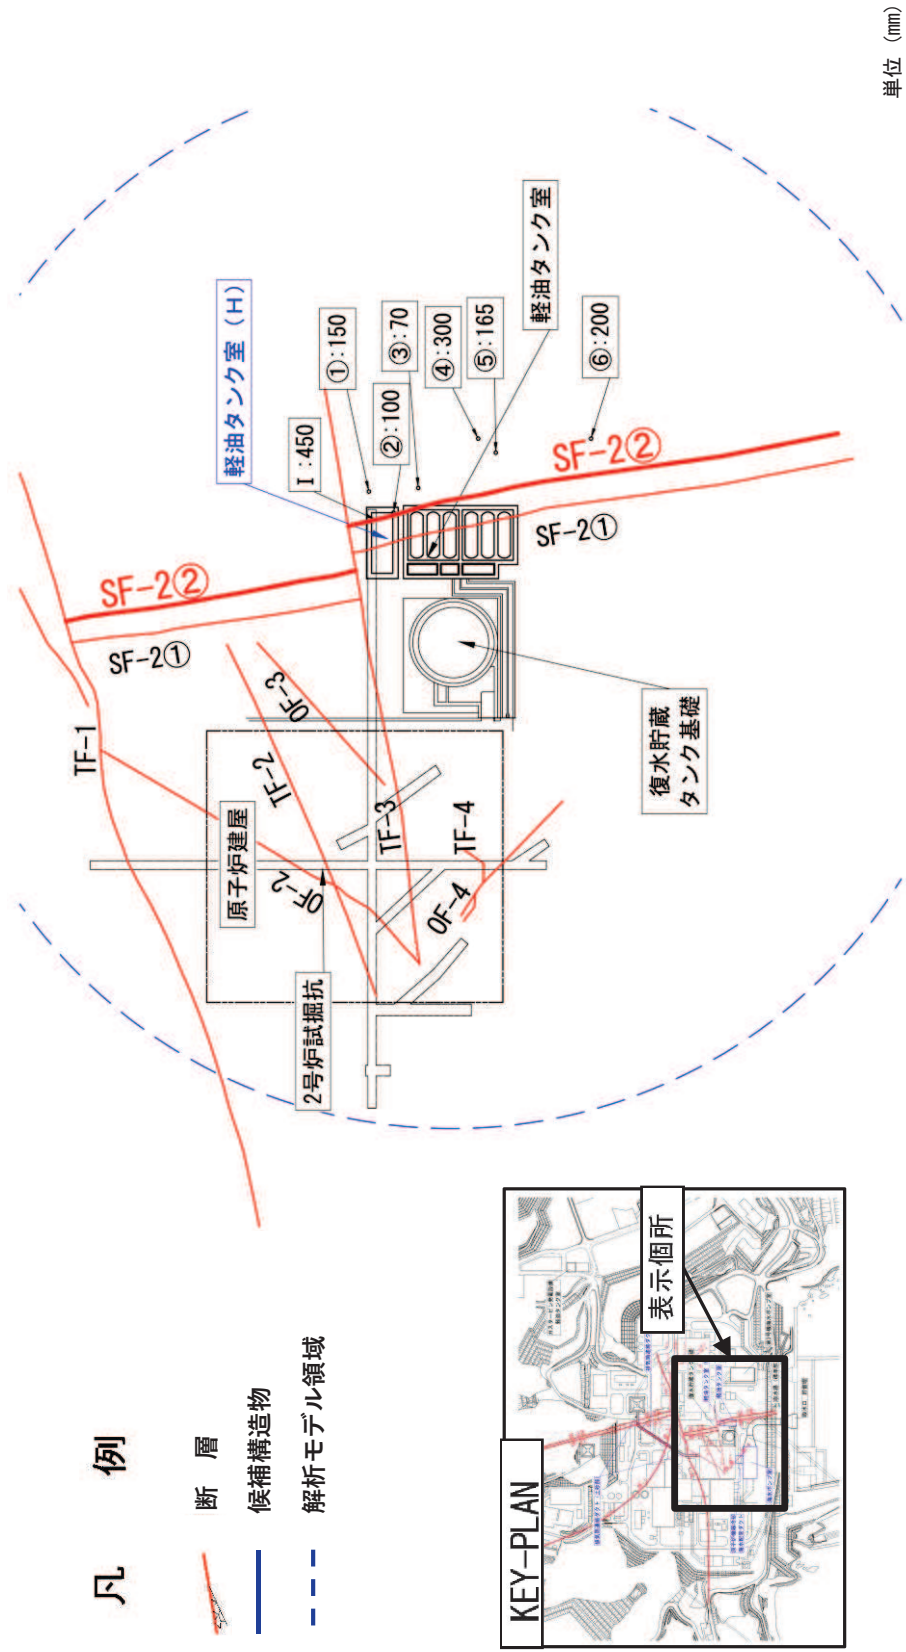 凡 例
断 層
候補構造物
解析モデル領域
単位 (mm)
TF-1
SF-2②
SF-2①
軽油タンク室 (H)
I:450
①:150
②:100
③:70
④:300
⑤:165
⑥:200
軽油タンク室
SF-2②
SF-2①
原子炉建屋
OF-2
TF-2
OF-3
TF-3
TF-4
OF-4
2号炉試掘抗
復水貯蔵
タンク基礎
KEY-PLAN
表示個所